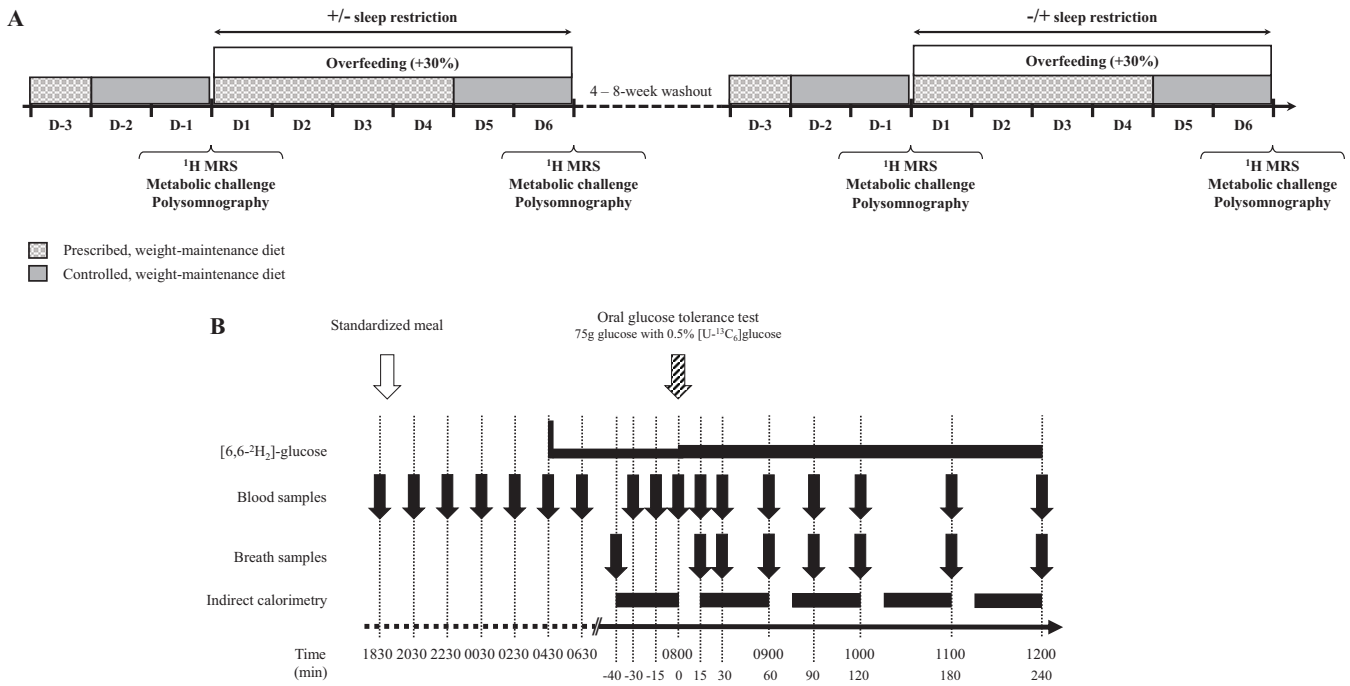 A
+/- sleep restriction
-/+ sleep restriction
Overfeeding (+30%)
Overfeeding (+30%)
4 – 8-week washout
D-3 D-2 D-1 D1 D2 D3 D4 D5 D6
D-3 D-2 D-1 D1 D2 D3 D4 D5 D6
¹H MRS
Metabolic challenge
Polysomnography
¹H MRS
Metabolic challenge
Polysomnography
¹H MRS
Metabolic challenge
Polysomnography
¹H MRS
Metabolic challenge
Polysomnography
Prescribed, weight-maintenance diet
Controlled, weight-maintenance diet
B
Standardized meal
Oral glucose tolerance test
75g glucose with 0.5% [U-¹³C₆]glucose
[6,6-²H₂]-glucose
Blood samples
Breath samples
Indirect calorimetry
Time 1830 2030 2230 0030 0230 0430 0630 0800 0900 1000 1100 1200
(min) -40 -30 -15 0 15 30 60 90 120 180 240